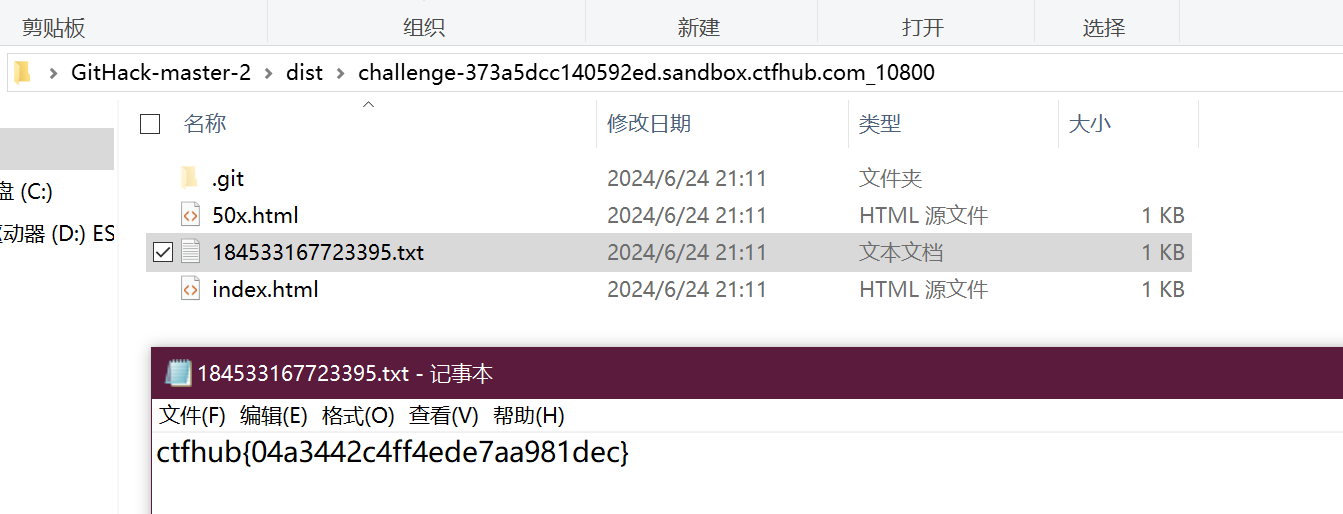 剪贴板 组织 新建 打开 选择
GitHack-master-2 dist challenge-373a5dcc140592ed.sandbox.ctfhub.com_10800
名称 修改日期 类型 大小
.git 2024/6/24 21:11 文件夹
盘 (C:)
50x.html 2024/6/24 21:11 HTML 源文件 1 KB
动器 (D:) ES
184533167723395.txt 2024/6/24 21:11 文本文档 1 KB
index.html 2024/6/24 21:11 HTML 源文件 1 KB
184533167723395.txt - 记事本
文件(F) 编辑(E) 格式(O) 查看(V) 帮助(H)
ctfhub{04a3442c4ff4ede7aa981dec}